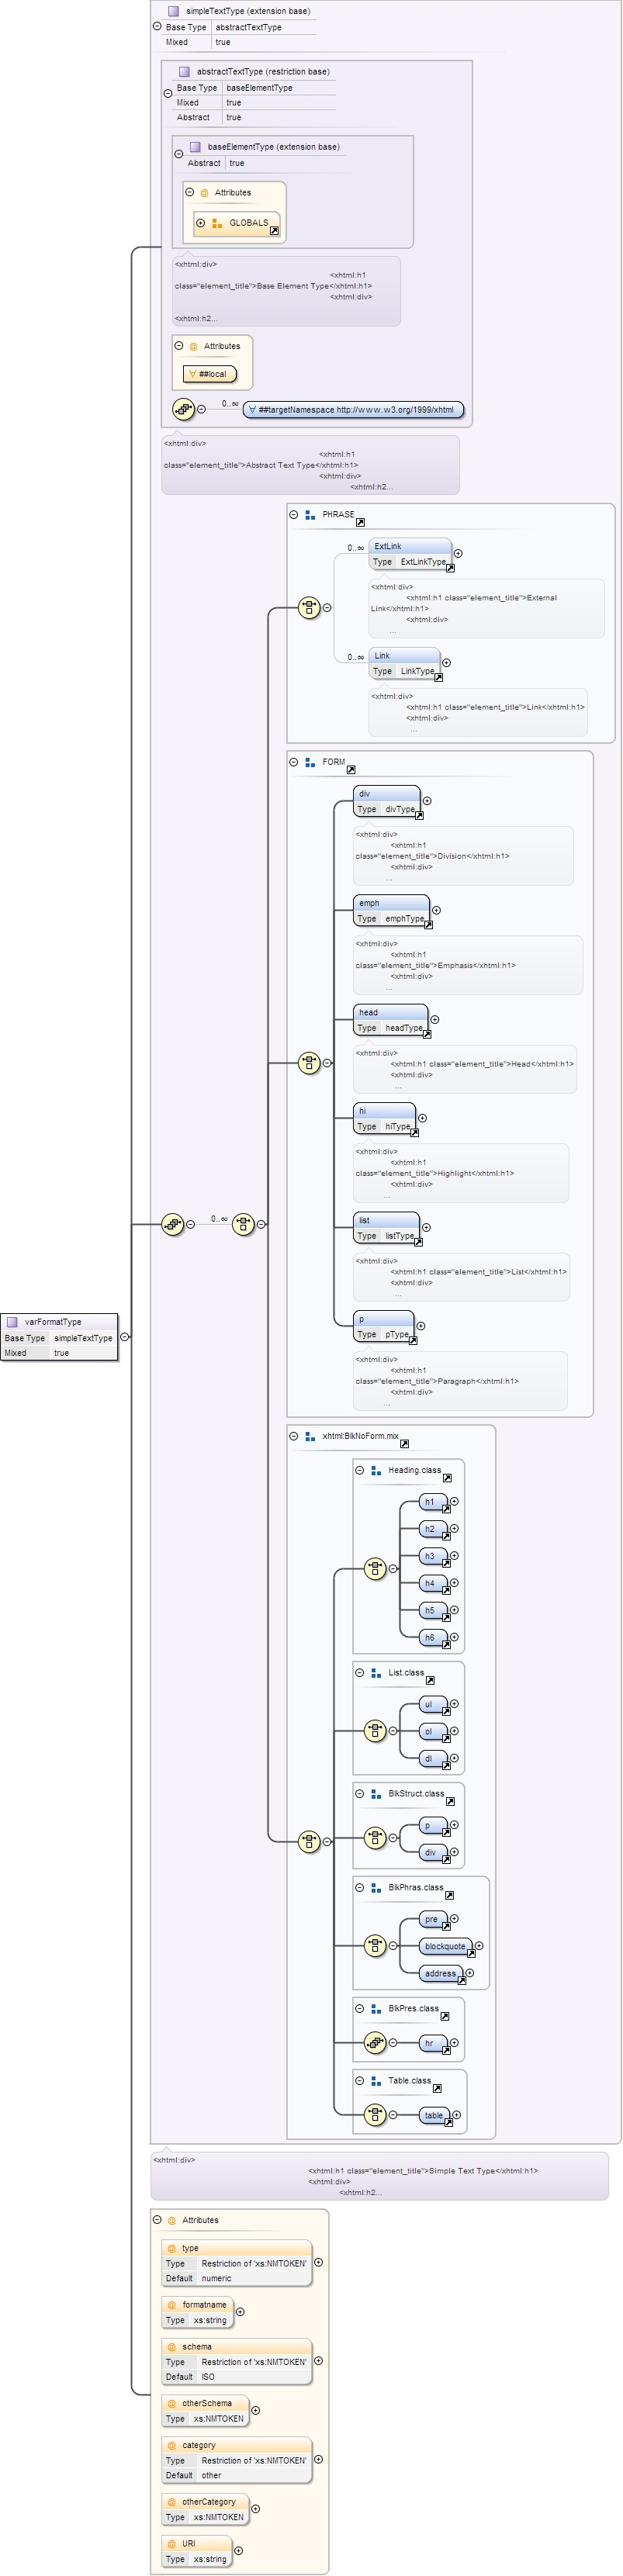 simpleTextType (extension base)
Base Type abstractTextType
Mixed true
abstractTextType (restriction base)
Base Type baseElementType
Mixed true
Abstract true
baseElementType (extension base)
Abstract true
Attributes
GLOBALS
<xhtml:div>
<xhtml:h1
class="element_title">Base Element Type</xhtml:h1>
<xhtml:div>
<xhtml:h2...
Attributes
##local
0..∞
##targetNamespace http://www.w3.org/1999/xhtml
<xhtml:div>
<xhtml:h1
class="element_title">Abstract Text Type</xhtml:h1>
<xhtml:div>
<xhtml:h2...
PHRASE
0..∞
ExtLink
Type ExtLinkType
<xhtml:div>
<xhtml:h1 class="element_title">External
Link</xhtml:h1>
<xhtml:div>
...
0..∞
Link
Type LinkType
<xhtml:div>
<xhtml:h1 class="element_title">Link</xhtml:h1>
<xhtml:div>
...
FORM
div
Type divType
<xhtml:div>
<xhtml:h1
class="element_title">Division</xhtml:h1>
<xhtml:div>
...
emph
Type emphType
<xhtml:div>
<xhtml:h1
class="element_title">Emphasis</xhtml:h1>
<xhtml:div>
...
head
Type headType
<xhtml:div>
<xhtml:h1 class="element_title">Head</xhtml:h1>
<xhtml:div>
...
hi
Type hiType
<xhtml:div>
<xhtml:h1
class="element_title">Highlight</xhtml:h1>
<xhtml:div>
...
0..∞
list
Type listType
<xhtml:div>
<xhtml:h1 class="element_title">List</xhtml:h1>
<xhtml:div>
...
varFormatType
Base Type simpleTextType
Mixed true
p
Type pType
<xhtml:div>
<xhtml:h1
class="element_title">Paragraph</xhtml:h1>
<xhtml:div>
...
xhtml:BlkNoForm.mix
Heading.class
h1
h2
h3
h4
h5
h6
List.class
ul
ol
dl
BlkStruct.class
p
div
BlkPhras.class
pre
blockquote
address
BlkPres.class
hr
Table.class
table
<xhtml:div>
<xhtml:h1 class="element_title">Simple Text Type</xhtml:h1>
<xhtml:div>
<xhtml:h2...
Attributes
type
Type Restriction of 'xs:NMTOKEN'
Default numeric
formatname
Type xs:string
schema
Type Restriction of 'xs:NMTOKEN'
Default ISO
otherSchema
Type xs:NMTOKEN
category
Type Restriction of 'xs:NMTOKEN'
Default other
otherCategory
Type xs:NMTOKEN
URI
Type xs:string